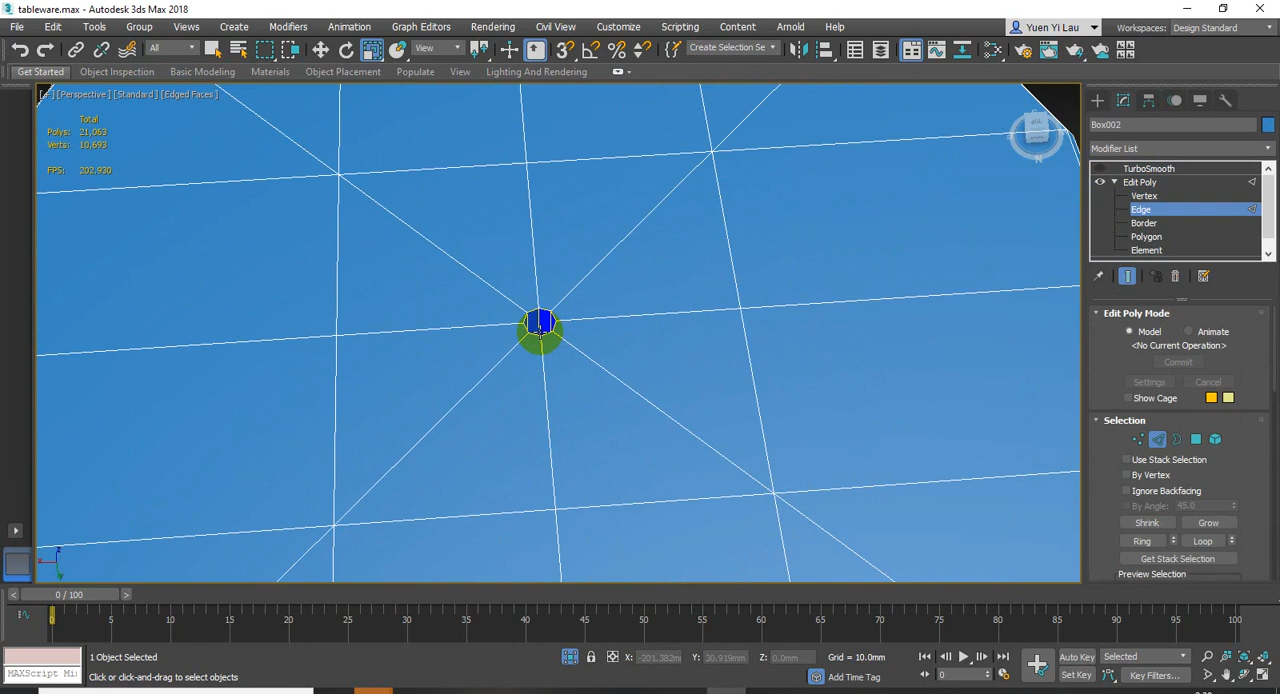 tableware.max - Autodesk 3ds Max 2018
File Edit Tools Group Views Create Modifiers Animation Graph Editors Rendering Civil View Customize Scripting Content Arnold Help Yuen Yi Lau Workspaces: Design Standard
All View Create Selection Se
Get Started Object Inspection Basic Modeling Materials Object Placement Populate View Lighting And Rendering
[Perspective] [Standard] [Edged Faces]
Total
Polys: 21,063
Verts: 10,693
FPS: 202.930
Box002
Modifier List
TurboSmooth
Edit Poly
Vertex
Edge
Border
Polygon
Element
Edit Poly Mode
Model Animate
<No Current Operation>
Commit
Settings Cancel
Show Cage
Selection
Use Stack Selection
By Vertex
Ignore Backfacing
By Angle: 45.0
Shrink Grow
Ring Loop
Get Stack Selection
Preview Selection
< 0 / 100 >
0 5 10 15 20 25 30 35 40 45 50 55 60 65 70 75 80 85 90 95 100
1 Object Selected X: -201.382m Y: 30.919mm Z: 0.0mm Grid = 10.0mm Auto Key Selected
MAXScript Mi Click or click-and-drag to select objects Add Time Tag 0 Set Key Key Filters...